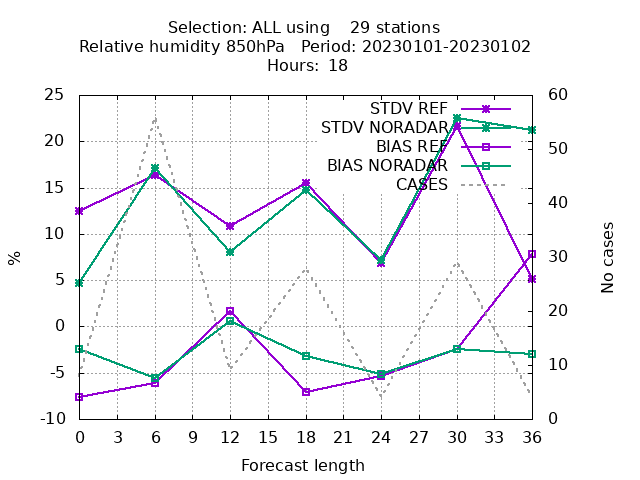 Selection: ALL using    29 stations
Relative humidity 850hPa   Period: 20230101-20230102
Hours:  18
25
20
15
10
5
0
-5
-10
%
STDV REF
STDV NORADAR
BIAS REF
BIAS NORADAR
CASES
60
50
40
30
20
10
0
No cases
0 3 6 9 12 15 18 21 24 27 30 33 36
Forecast length